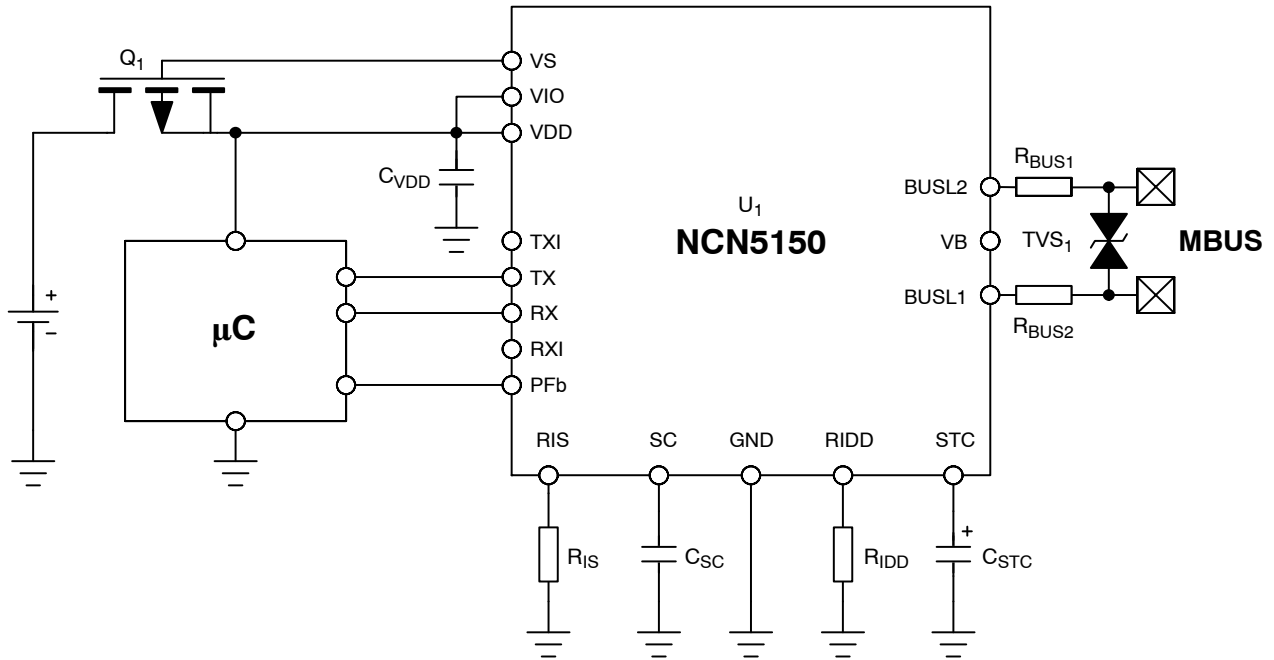 Q1
VS
VIO
VDD
CVDD
TXI
TX
RX
RXI
PFb
+
−
µC
U1
NCN5150
BUSL2
VB
BUSL1
RBUS1
TVS1
RBUS2
MBUS
RIS
SC
GND
RIDD
STC
RIS
CSC
RIDD
+
CSTC